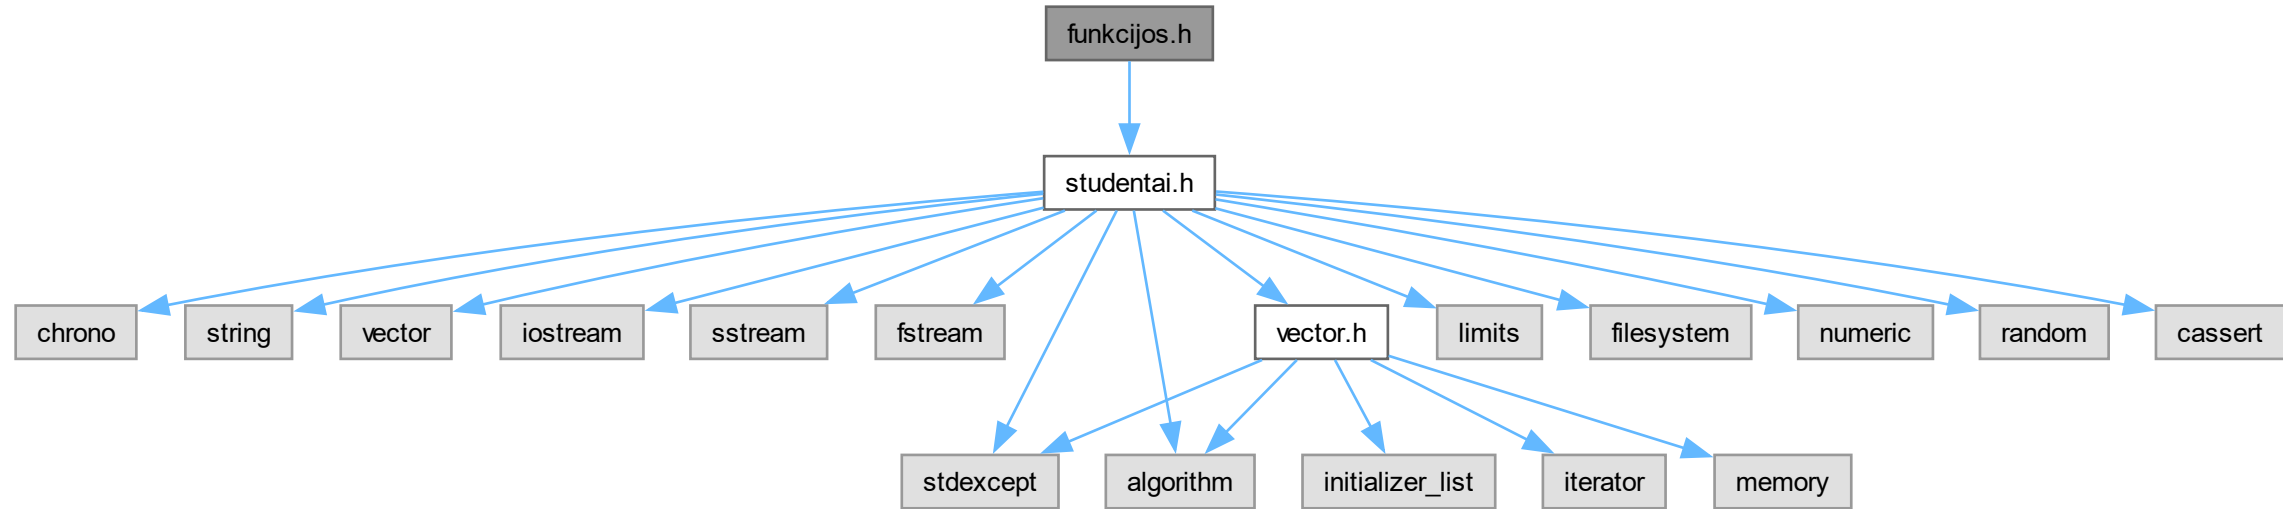 funkcijos.h
studentai.h
chrono
string
vector
iostream
sstream
fstream
vector.h
limits
filesystem
numeric
random
cassert
stdexcept
algorithm
initializer_list
iterator
memory